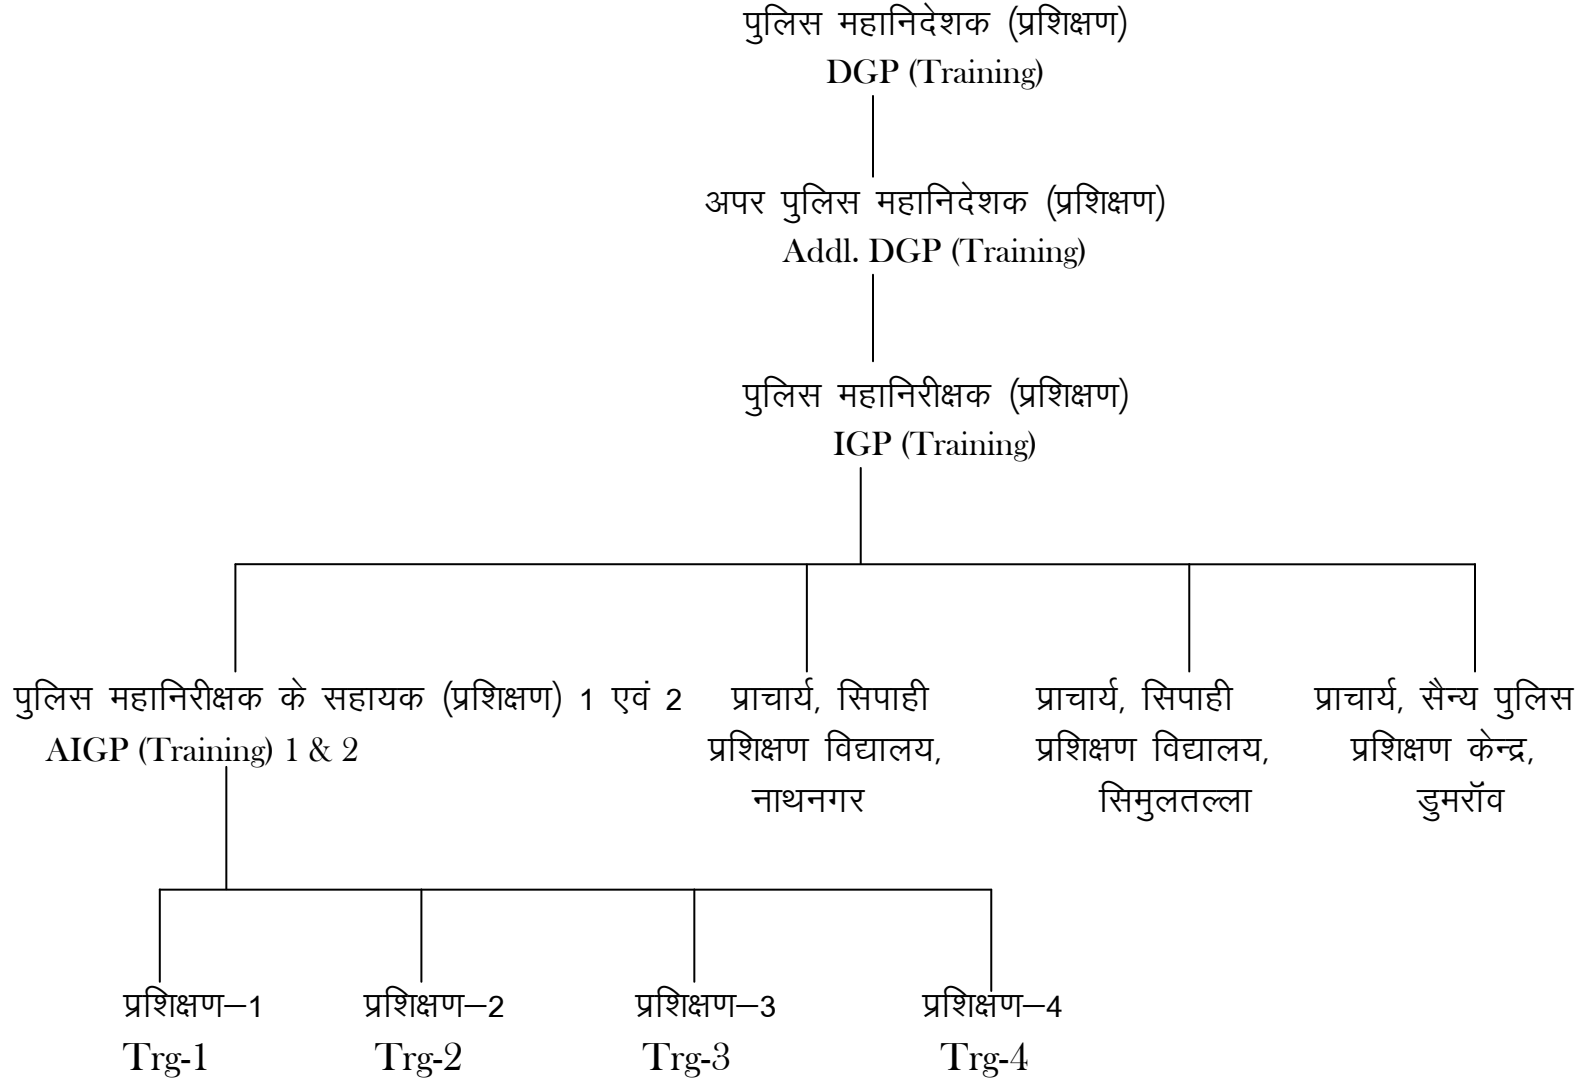 पुलिस महानिदेशक (प्रशिक्षण)
DGP (Training)
अपर पुलिस महानिदेशक (प्रशिक्षण)
Addl. DGP (Training)
पुलिस महानिरीक्षक (प्रशिक्षण)
IGP (Training)
पुलिस महानिरीक्षक के सहायक (प्रशिक्षण) 1 एवं 2
AIGP (Training) 1 & 2
प्राचार्य, सिपाही
प्रशिक्षण विद्यालय,
नाथनगर
प्राचार्य, सिपाही
प्रशिक्षण विद्यालय,
सिमुलतल्ला
प्राचार्य, सैन्य पुलिस
प्रशिक्षण केन्द्र,
डुमरॉव
प्रशिक्षण–1
Trg-1
प्रशिक्षण–2
Trg-2
प्रशिक्षण–3
Trg-3
प्रशिक्षण–4
Trg-4